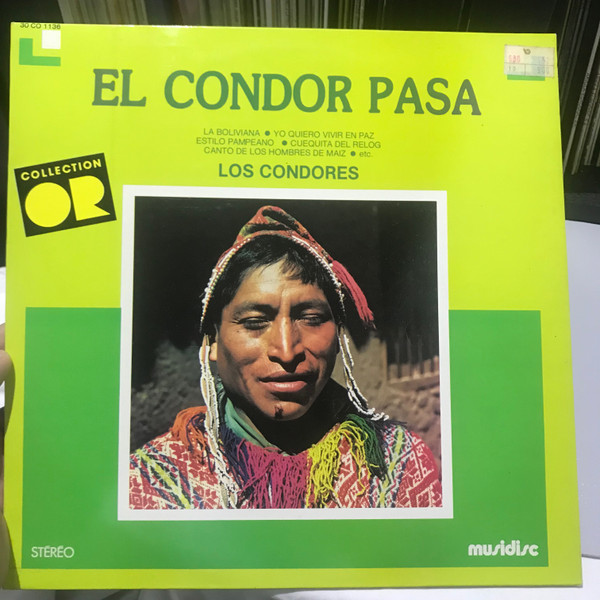 30 CO 1136
EL CONDOR PASA
LA BOLIVIANA ● YO QUIERO VIVIR EN PAZ
ESTILO PAMPEANO ● CUEQUITA DEL RELOG
CANTO DE LOS HOMBRES DE MAIZ ● etc.
LOS CONDORES
COLLECTION
OR
STÉRÉO
musidisc